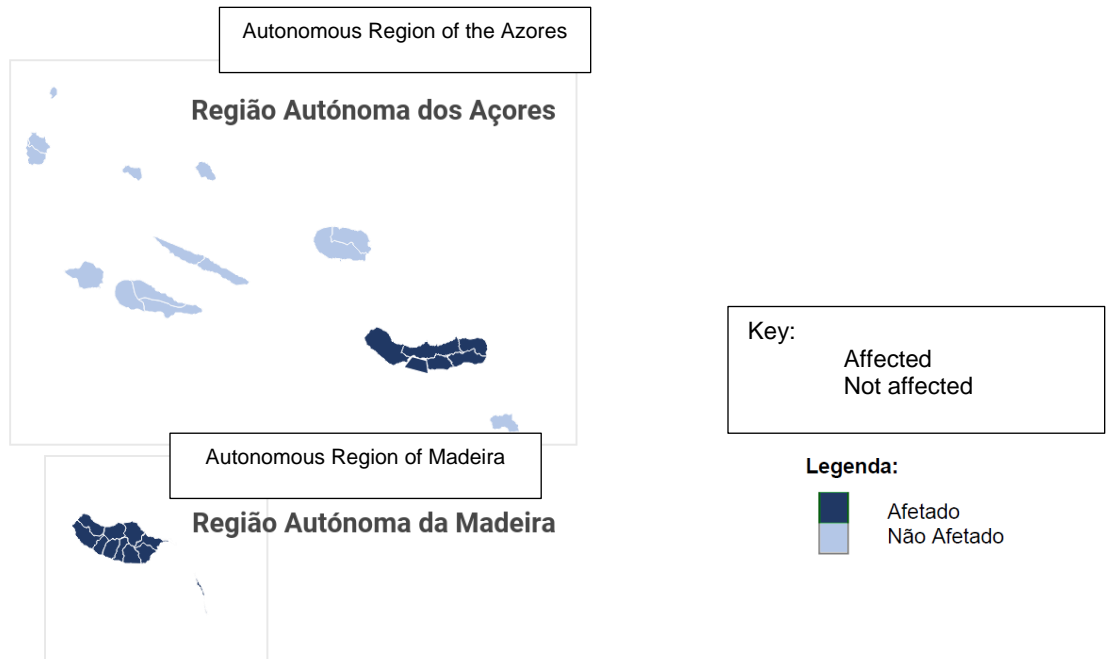 Autonomous Region of the Azores
Região Autónoma dos Açores
Key:
Affected
Not affected
Autonomous Region of Madeira
Legenda:
Afetado
Não Afetado
Região Autónoma da Madeira